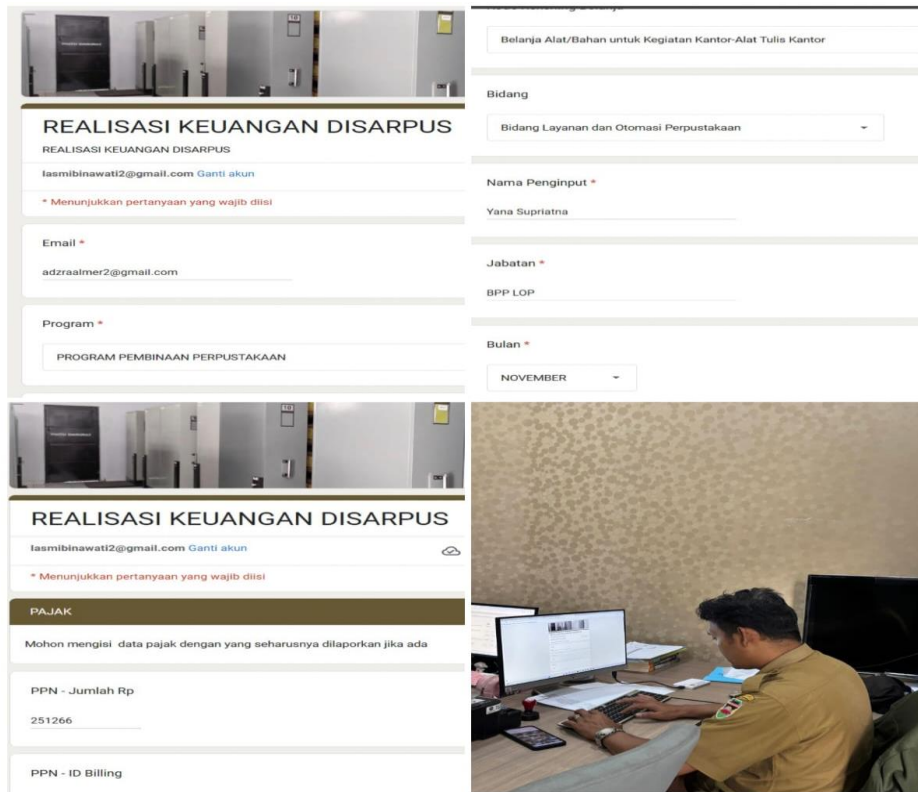 REALISASI KEUANGAN DISARPUS
REALISASI KEUANGAN DISARPUS
lasmibinawati2@gmail.com Ganti akun
* Menunjukkan pertanyaan yang wajib diisi
Email *
adzraalmer2@gmail.com
Program *
PROGRAM PEMBINAAN PERPUSTAKAAN
Belanja Alat/Bahan untuk Kegiatan Kantor-Alat Tulis Kantor
Bidang
Bidang Layanan dan Otomasi Perpustakaan
Nama Penginput *
Yana Supriatna
Jabatan *
BPP LOP
Bulan *
NOVEMBER
REALISASI KEUANGAN DISARPUS
lasmibinawati2@gmail.com Ganti akun
* Menunjukkan pertanyaan yang wajib diisi
PAJAK
Mohon mengisi data pajak dengan yang seharusnya dilaporkan jika ada
PPN - Jumlah Rp
251266
PPN - ID Billing